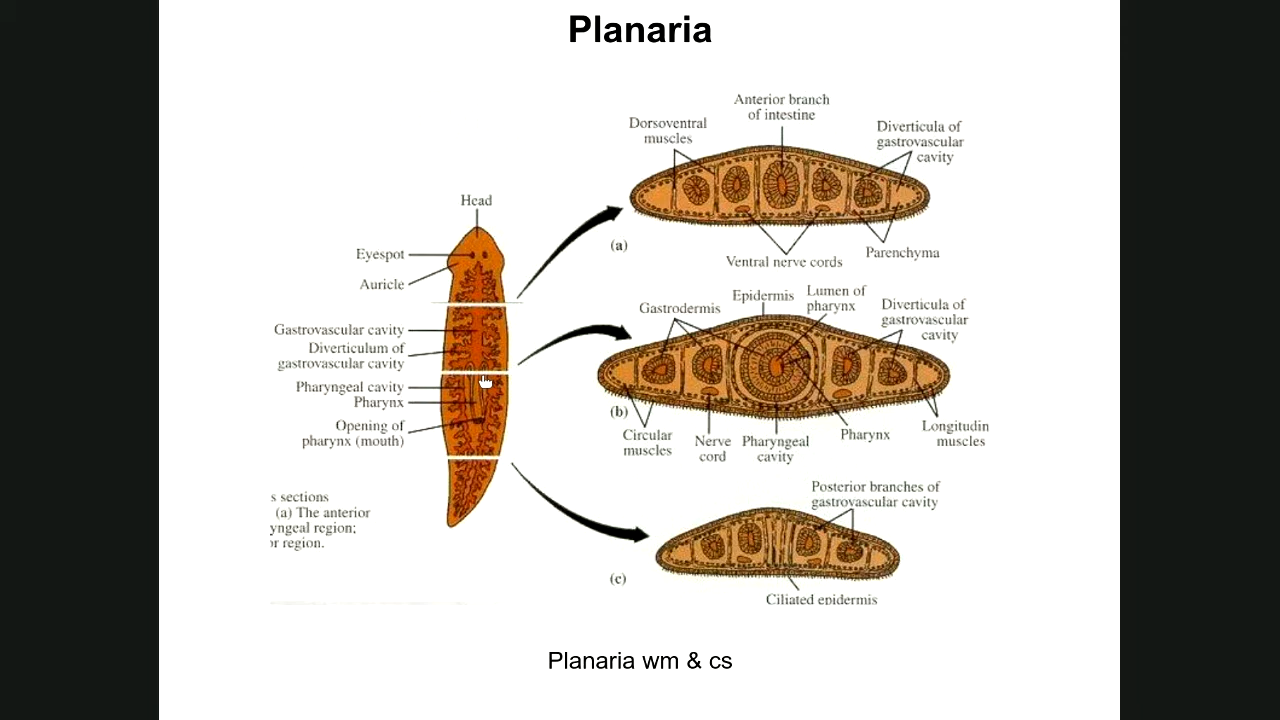 Planaria
Anterior branch
of intestine
Dorsoventral
muscles
Diverticula of
gastrovascular
cavity
(a)
Ventral nerve cords
Parenchyma
Head
Eyespot
Auricle
Gastrovascular cavity
Diverticulum of
gastrovascular cavity
Pharyngeal cavity
Pharynx
Opening of
pharynx (mouth)
Gastrodermis
Epidermis
Lumen of
pharynx
Diverticula of
gastrovascular
cavity
(b)
Circular
muscles
Nerve
cord
Pharyngeal
cavity
Pharynx
Longitudin
muscles
s sections
(a) The anterior
yngeal region;
or region.
Posterior branches of
gastrovascular cavity
(c)
Ciliated epidermis
Planaria wm & cs